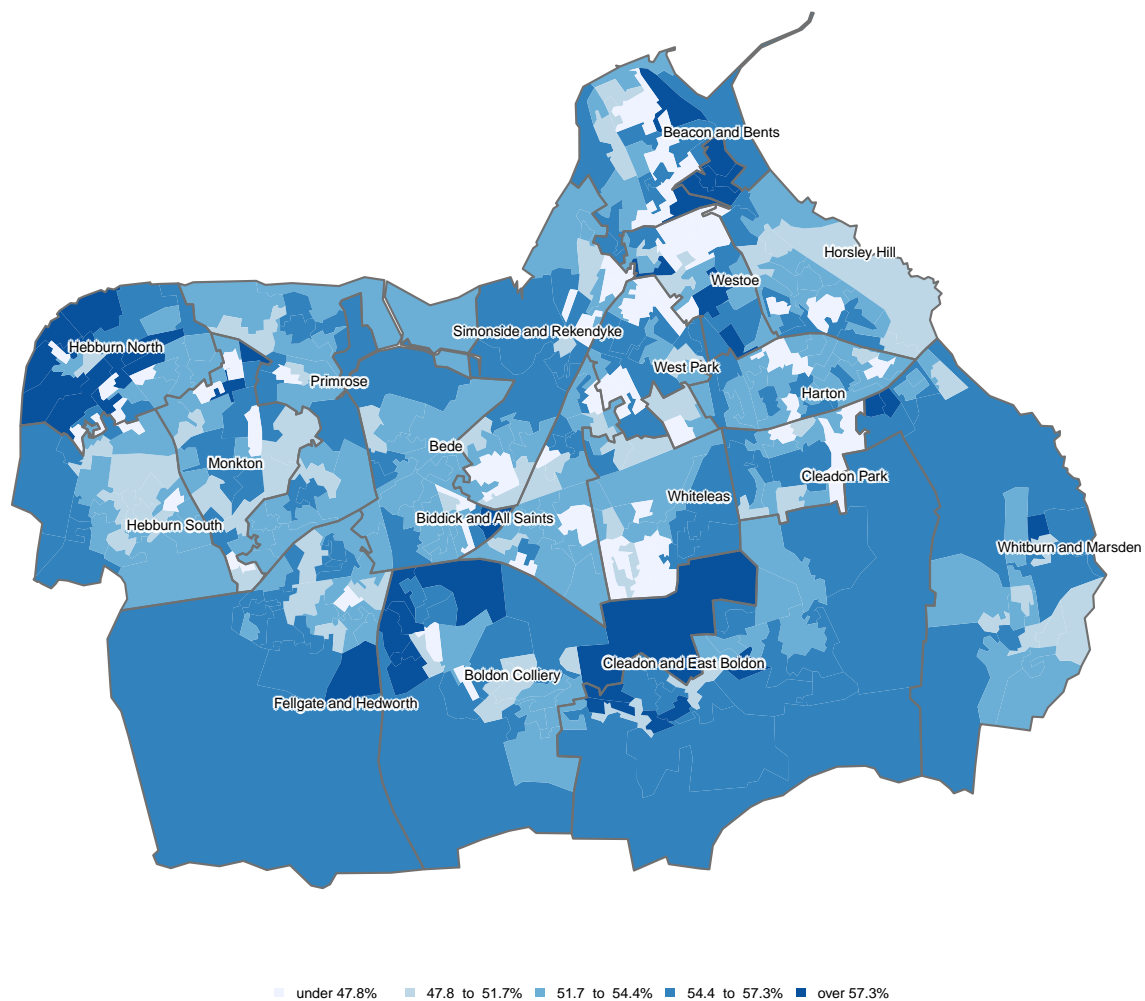 Beacon and Bents
Horsley Hill
Westoe
Simonside and Rekendyke
Hebburn North
West Park
Primrose
Harton
Bede
Monkton
Cleadon Park
Whiteleas
Biddick and All Saints
Hebburn South
Whitburn and Marsden
Cleadon and East Boldon
Boldon Colliery
Fellgate and Hedworth
under 47.8% 47.8 to 51.7% 51.7 to 54.4% 54.4 to 57.3% over 57.3%